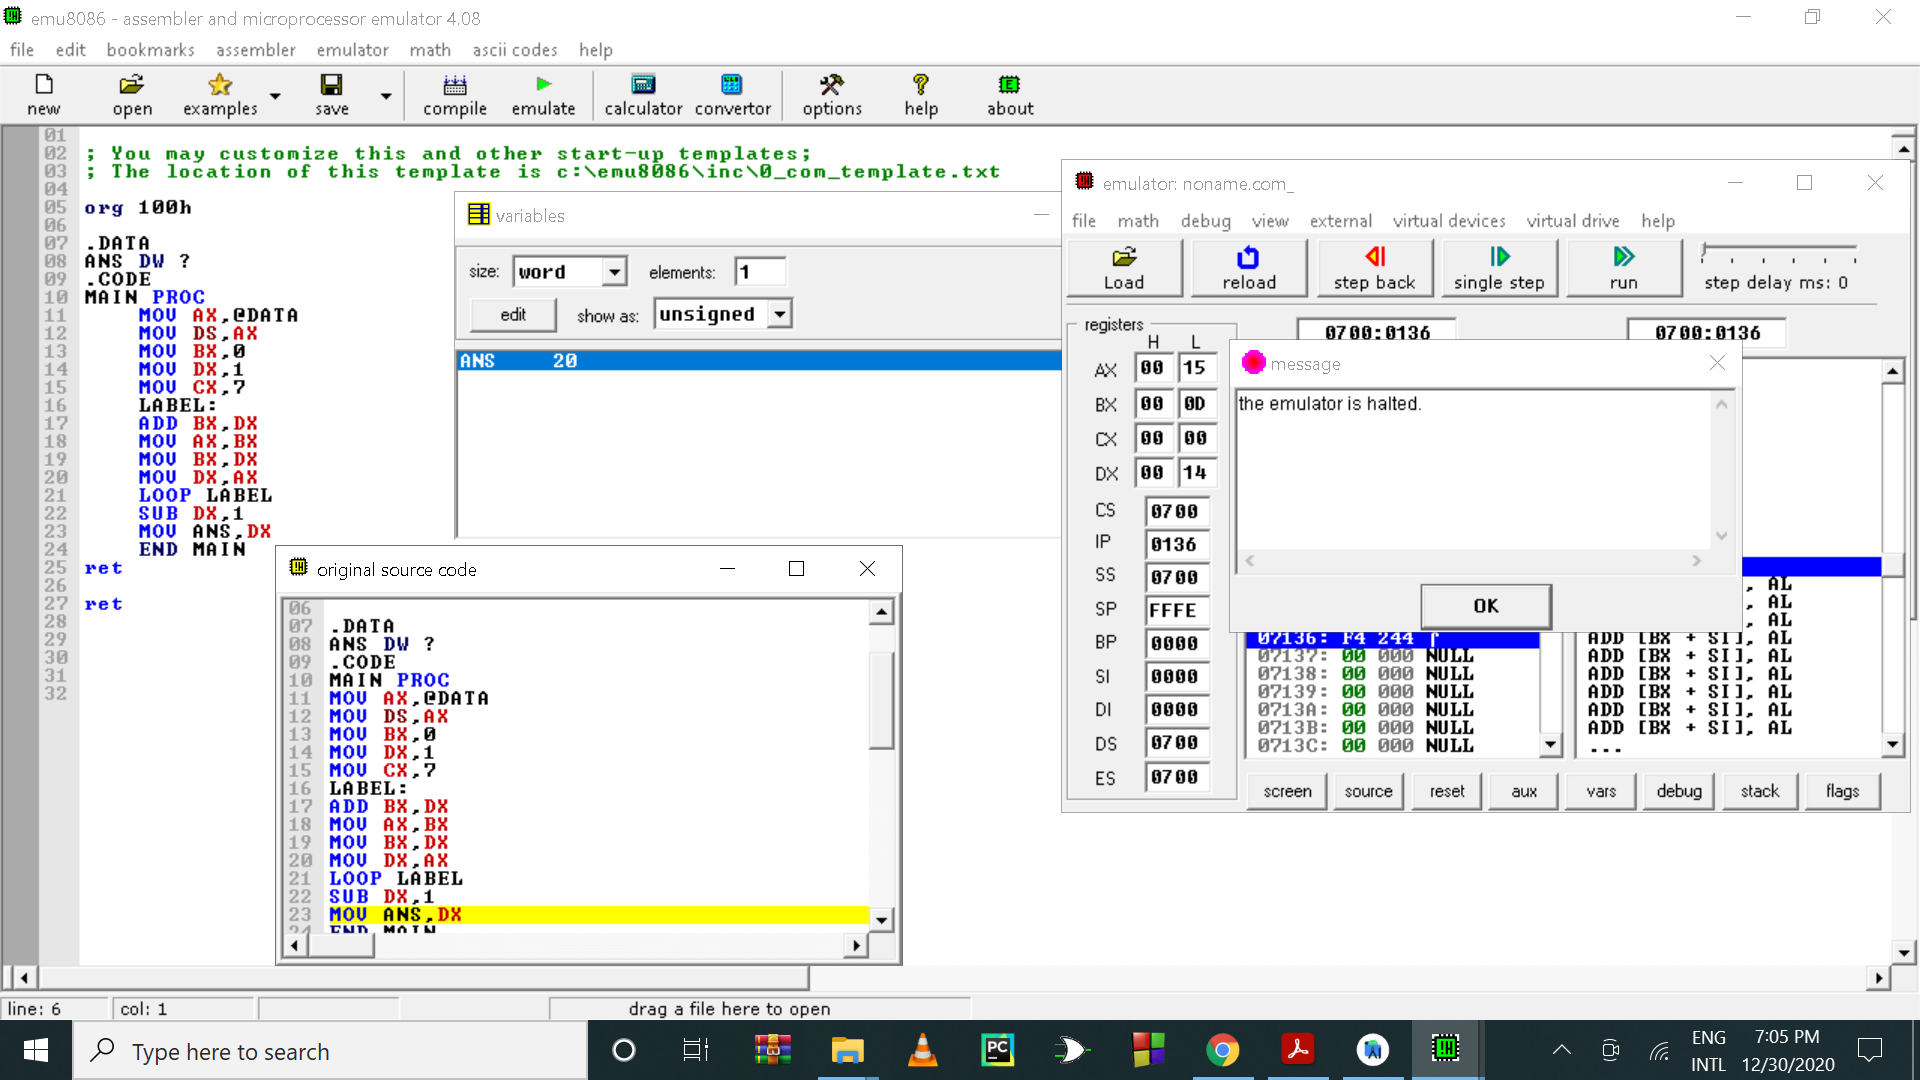 emu8086 - assembler and microprocessor emulator 4.08
file edit bookmarks assembler emulator math ascii codes help
new open examples save compile emulate calculator convertor options help about
01
02 ; You may customize this and other start-up templates;
03 ; The location of this template is c:\emu8086\inc\0_com_template.txt
04
05 org 100h
06
07 .DATA
08 ANS DW ?
09 .CODE
10 MAIN PROC
11 MOV AX,@DATA
12 MOV DS,AX
13 MOV BX,0
14 MOV DX,1
15 MOV CX,7
16 LABEL:
17 ADD BX,DX
18 MOV AX,BX
19 MOV BX,DX
20 MOV DX,AX
21 LOOP LABEL
22 SUB DX,1
23 MOV ANS,DX
24 END MAIN
25 ret
26
27 ret
28
29
30
31
32
variables
size: word elements: 1
edit show as: unsigned
ANS 20
original source code
06
07 .DATA
08 ANS DW ?
09 .CODE
10 MAIN PROC
11 MOV AX,@DATA
12 MOV DS,AX
13 MOV BX,0
14 MOV DX,1
15 MOV CX,7
16 LABEL:
17 ADD BX,DX
18 MOV AX,BX
19 MOV BX,DX
20 MOV DX,AX
21 LOOP LABEL
22 SUB DX,1
23 MOV ANS,DX
24 END MAIN
emulator: noname.com_
file math debug view external virtual devices virtual drive help
Load reload step back single step run step delay ms: 0
registers 0700:0136 0700:0136
H L
AX 00 15
BX 00 0D
CX 00 00
DX 00 14
CS 0700
IP 0136
SS 0700
SP FFFE
BP 0000
SI 0000
DI 0000
DS 0700
ES 0700
message
the emulator is halted.
OK
, AL
, AL
, AL
07136: F4 244 ⌠ ADD [BX + SI], AL
07137: 00 000 NULL ADD [BX + SI], AL
07138: 00 000 NULL ADD [BX + SI], AL
07139: 00 000 NULL ADD [BX + SI], AL
0713A: 00 000 NULL ADD [BX + SI], AL
0713B: 00 000 NULL ADD [BX + SI], AL
0713C: 00 000 NULL ...
screen source reset aux vars debug stack flags
line: 6 col: 1 drag a file here to open
Type here to search
PC
ENG 7:05 PM
INTL 12/30/2020